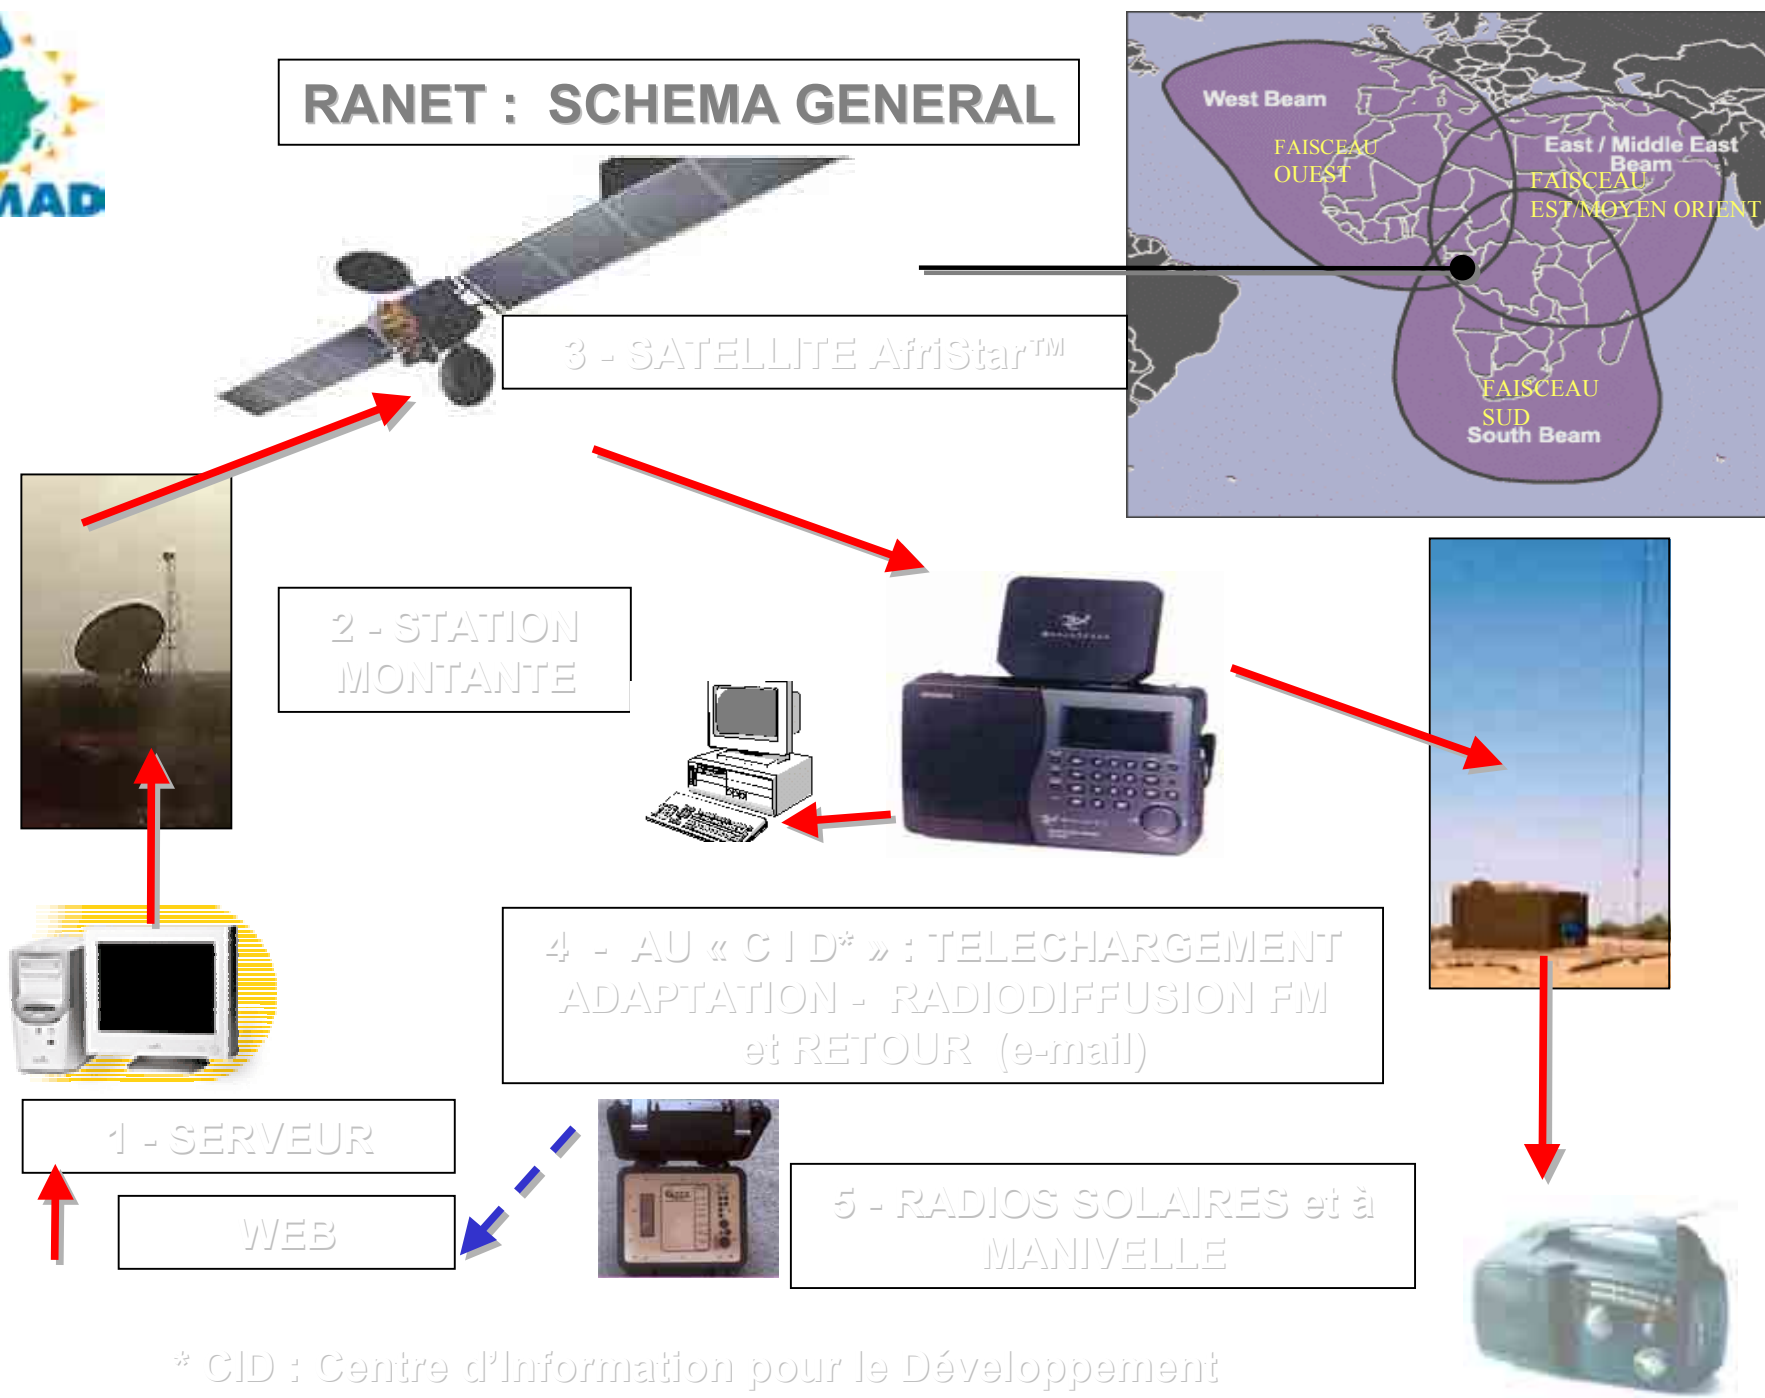 RANET : SCHEMA GENERAL
MAD
West Beam
FAISCEAU
OUEST
East / Middle East
Beam
FAISCEAU
EST/MOYEN ORIENT
3 - SATELLITE AfriStar™
FAISCEAU
SUD
South Beam
2 - STATION
MONTANTE
4 - AU « C I D* » : TELECHARGEMENT
ADAPTATION - RADIODIFFUSION FM
et RETOUR (e-mail)
1 - SERVEUR
WEB
5 - RADIOS SOLAIRES et à
MANIVELLE
* CID : Centre d'Information pour le Développement